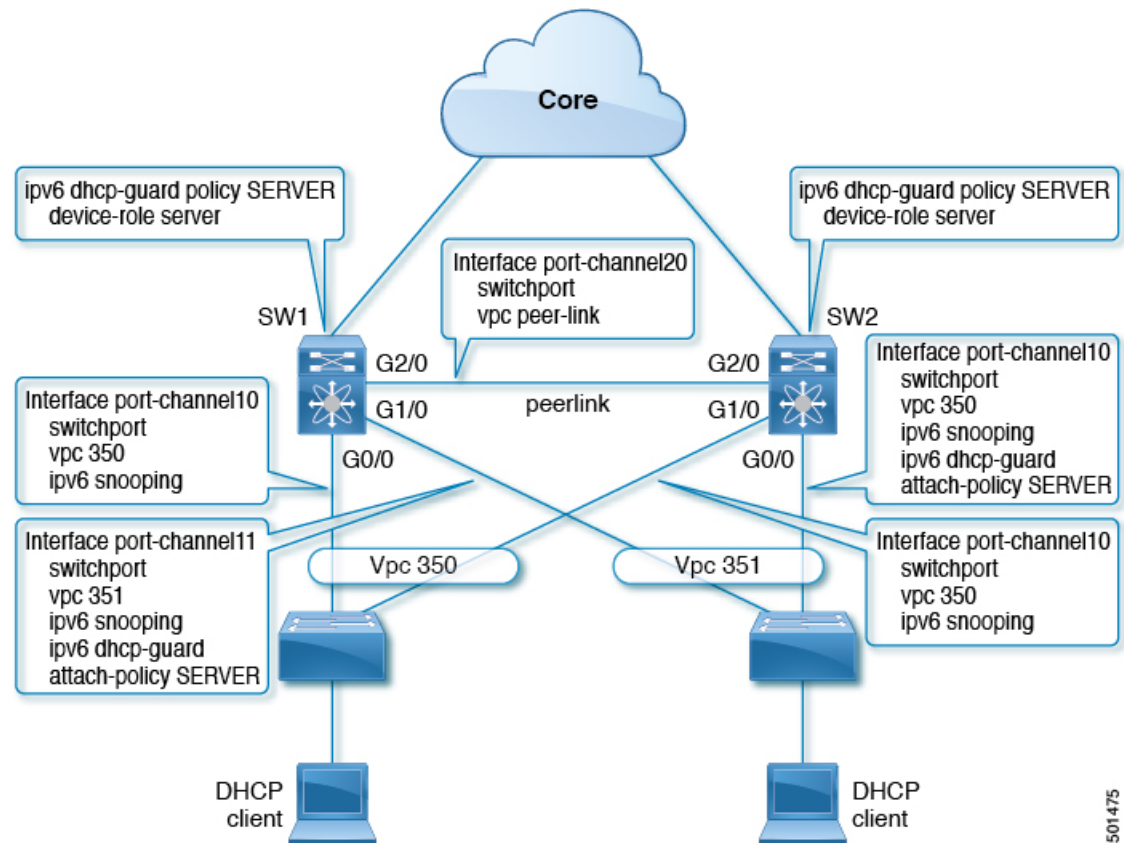 Core
ipv6 dhcp-guard policy SERVER
device-role server
ipv6 dhcp-guard policy SERVER
device-role server
Interface port-channel20
switchport
vpc peer-link
SW1
SW2
G2/0
G2/0
peerlink
G1/0
G1/0
G0/0
G0/0
Interface port-channel10
switchport
vpc 350
ipv6 snooping
Interface port-channel10
switchport
vpc 350
ipv6 snooping
ipv6 dhcp-guard
attach-policy SERVER
Interface port-channel11
switchport
vpc 351
ipv6 snooping
ipv6 dhcp-guard
attach-policy SERVER
Vpc 350
Vpc 351
Interface port-channel10
switchport
vpc 350
ipv6 snooping
DHCP
client
DHCP
client
501475